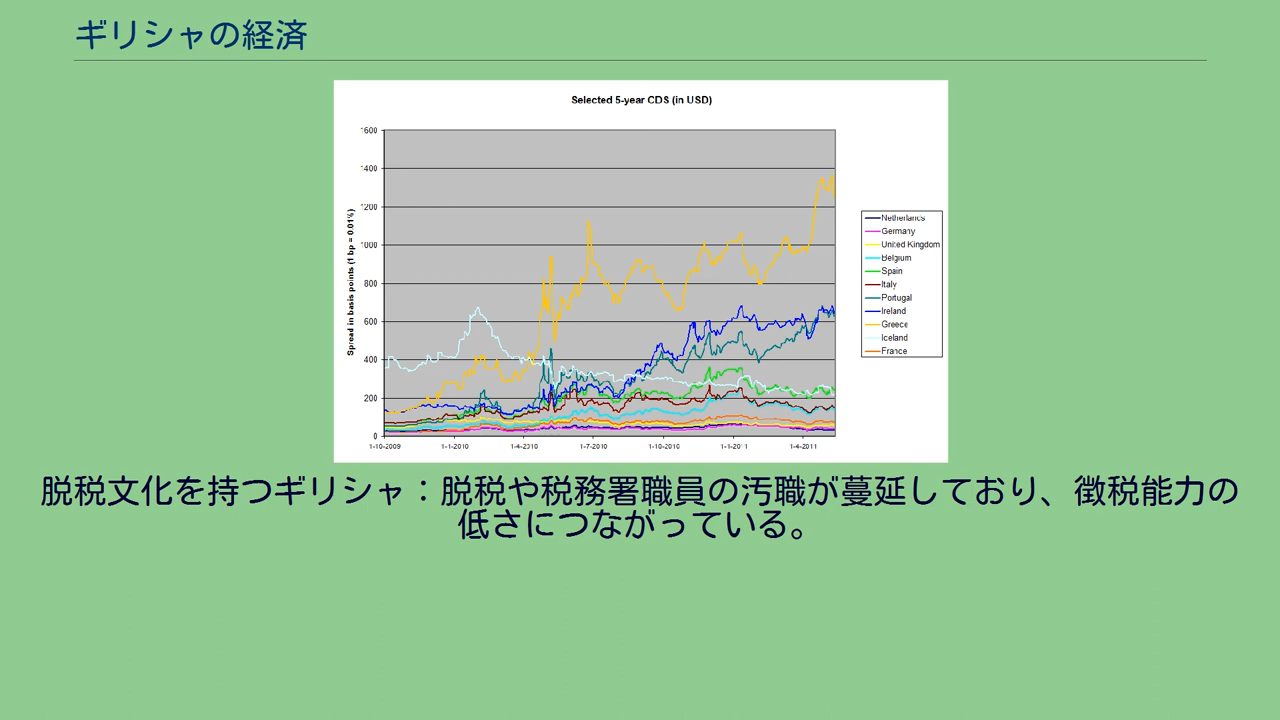 ギリシャの経済
Selected 5-year CDS (in USD)
Spread in basis points (1 bp = 0.01%)
1600
1400
1200
1000
800
600
400
200
0
1-10-2009
1-1-2010
1-4-2010
1-7-2010
1-10-2010
1-1-2011
1-4-2011
Netherlands
Germany
United Kingdom
Belgium
Spain
Italy
Portugal
Ireland
Greece
Iceland
France
脱税文化を持つギリシャ：脱税や税務署職員の汚職が蔓延しており、徴税能力の
低さにつながっている。